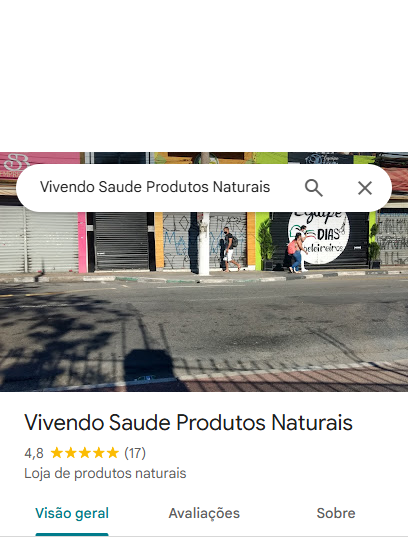 SB
Vivendo Saude Produtos Naturais
Equipe
DIAS
Cabeleireiros
Vivendo Saude Produtos Naturais
4,8 (17)
Loja de produtos naturais
Visão geral Avaliações Sobre